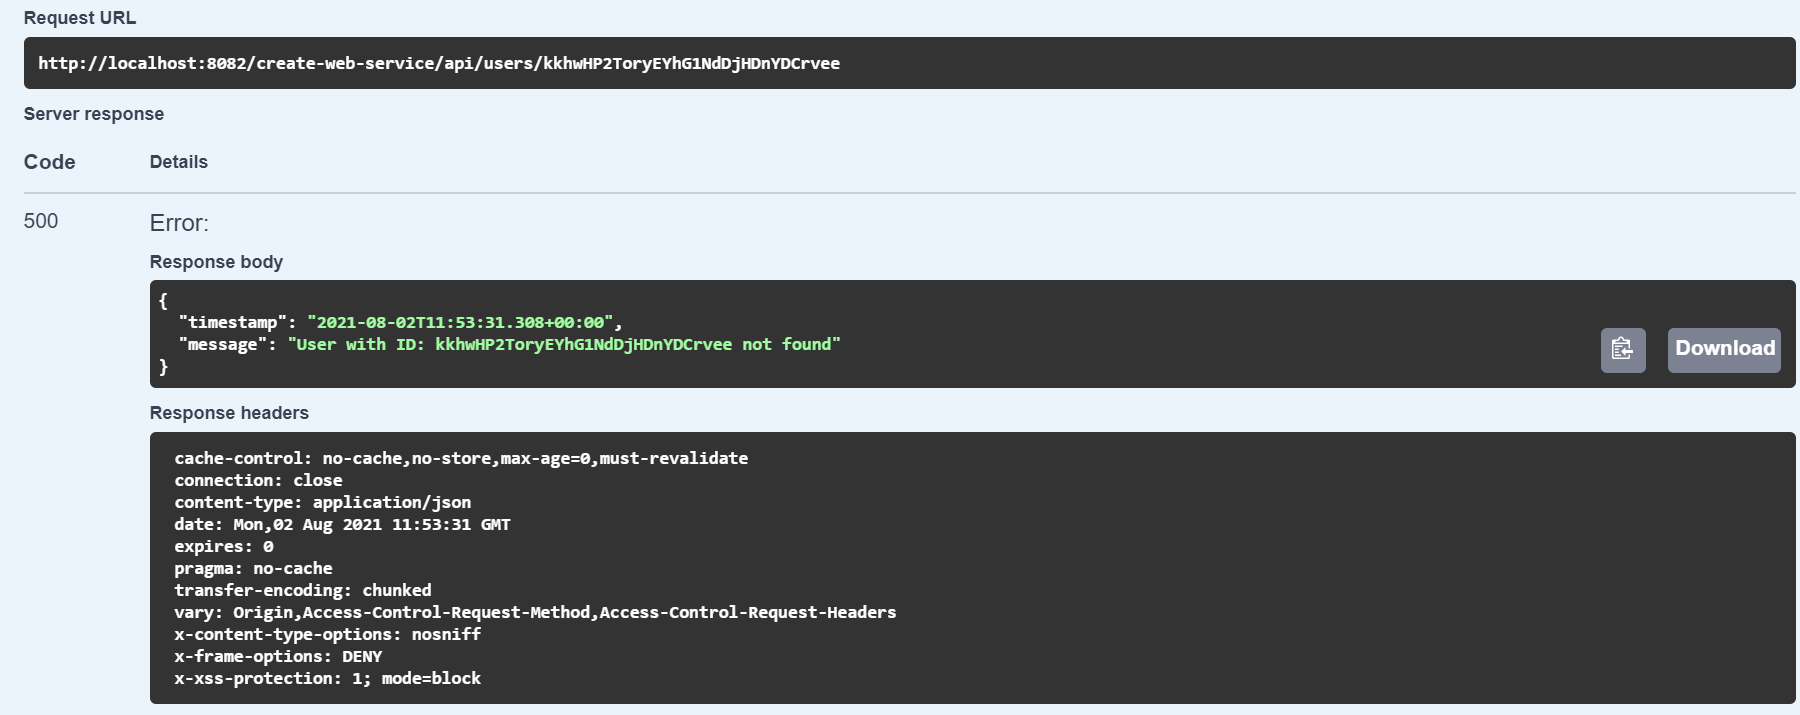 Request URL
http://localhost:8082/create-web-service/api/users/kkhwHP2ToryEYhG1NdDjHDnYDCrvee
Server response
Code Details
500 Error:
Response body
{
"timestamp": "2021-08-02T11:53:31.308+00:00",
"message": "User with ID: kkhwHP2ToryEYhG1NdDjHDnYDCrvee not found"
}
Download
Response headers
cache-control: no-cache,no-store,max-age=0,must-revalidate
connection: close
content-type: application/json
date: Mon,02 Aug 2021 11:53:31 GMT
expires: 0
pragma: no-cache
transfer-encoding: chunked
vary: Origin,Access-Control-Request-Method,Access-Control-Request-Headers
x-content-type-options: nosniff
x-frame-options: DENY
x-xss-protection: 1; mode=block